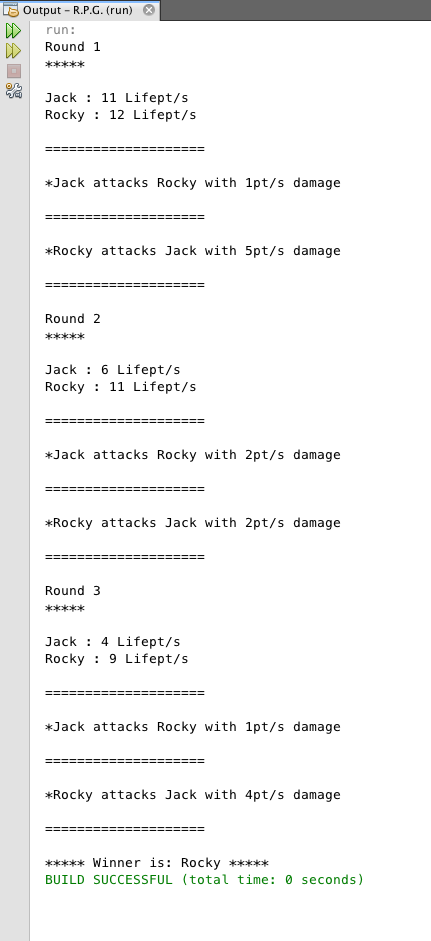 Output – R.P.G. (run)
run:
Round 1
*****
Jack : 11 Lifept/s
Rocky : 12 Lifept/s
====================
*Jack attacks Rocky with 1pt/s damage
====================
*Rocky attacks Jack with 5pt/s damage
====================
Round 2
*****
Jack : 6 Lifept/s
Rocky : 11 Lifept/s
====================
*Jack attacks Rocky with 2pt/s damage
====================
*Rocky attacks Jack with 2pt/s damage
====================
Round 3
*****
Jack : 4 Lifept/s
Rocky : 9 Lifept/s
====================
*Jack attacks Rocky with 1pt/s damage
====================
*Rocky attacks Jack with 4pt/s damage
====================
***** Winner is: Rocky *****
BUILD SUCCESSFUL (total time: 0 seconds)